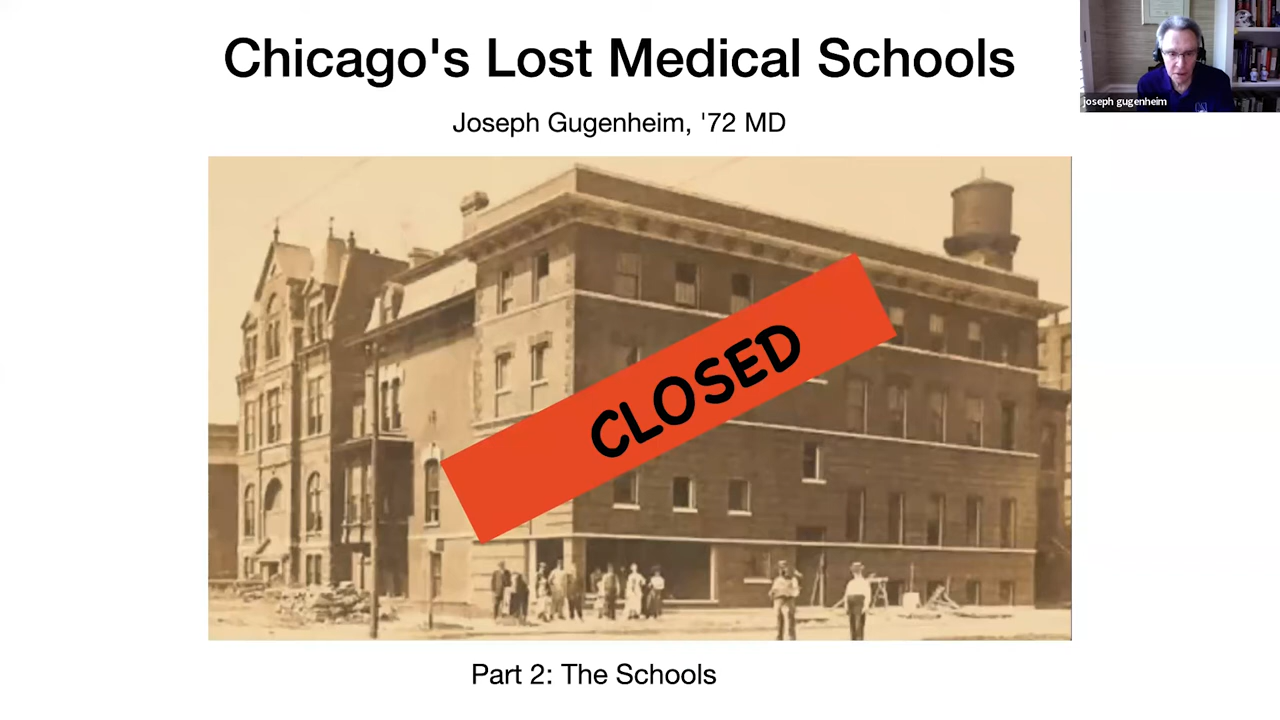 Chicago's Lost Medical Schools
Joseph Gugenheim, '72 MD
joseph gugenheim
CLOSED
Part 2: The Schools